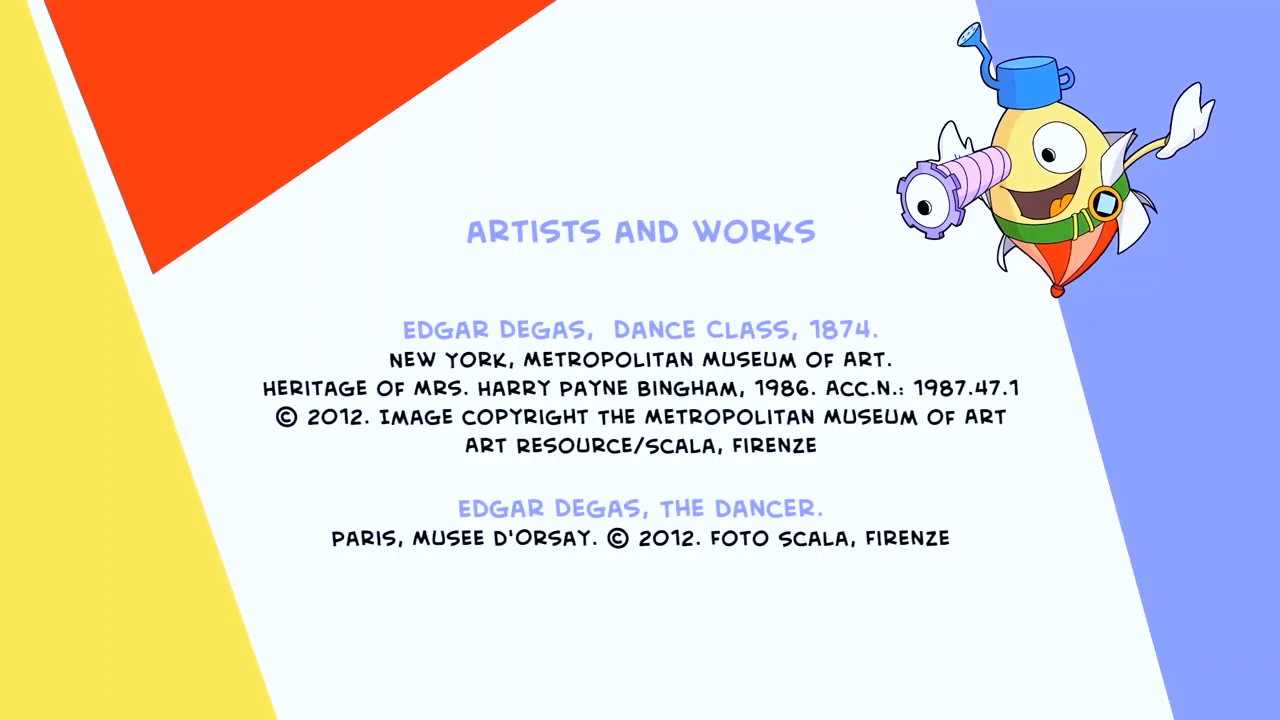 ARTISTS AND WORKS
EDGAR DEGAS, DANCE CLASS, 1874.
NEW YORK, METROPOLITAN MUSEUM OF ART.
HERITAGE OF MRS. HARRY PAYNE BINGHAM, 1986. ACC.N.: 1987.47.1
© 2012. IMAGE COPYRIGHT THE METROPOLITAN MUSEUM OF ART
ART RESOURCE/SCALA, FIRENZE
EDGAR DEGAS, THE DANCER.
PARIS, MUSEE D'ORSAY. © 2012. FOTO SCALA, FIRENZE